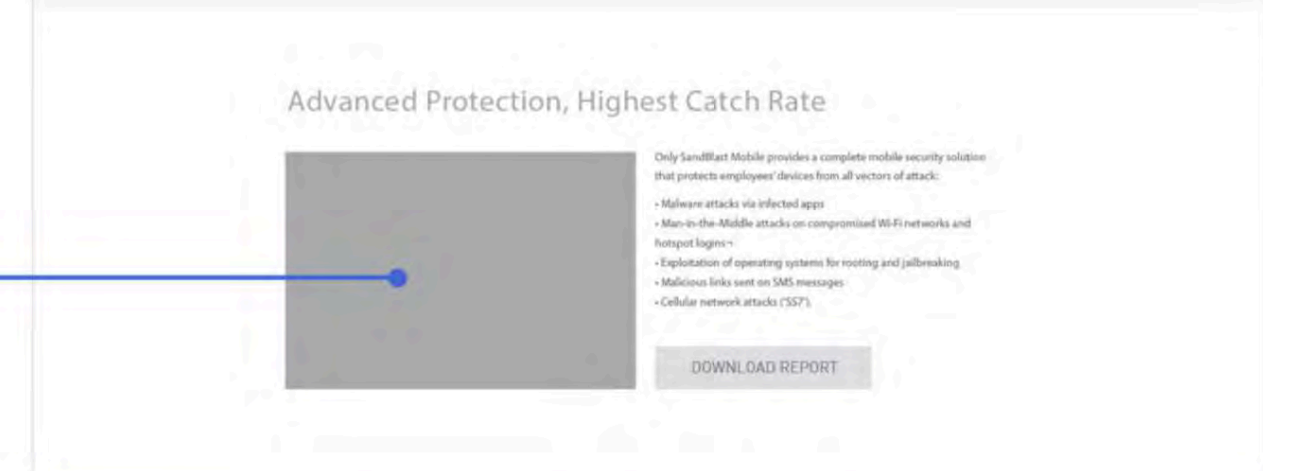 Advanced Protection, Highest Catch Rate
Only SandBlast Mobile provides a complete mobile security solution
that protects employees' devices from all vectors of attack:
• Malware attacks via infected apps
• Man-in-the-Middle attacks on compromised Wi-Fi networks and
hotspot logins¬
• Exploitation of operating systems for rooting and jailbreaking
• Malicious links sent on SMS messages
• Cellular network attacks ('SS7').
DOWNLOAD REPORT